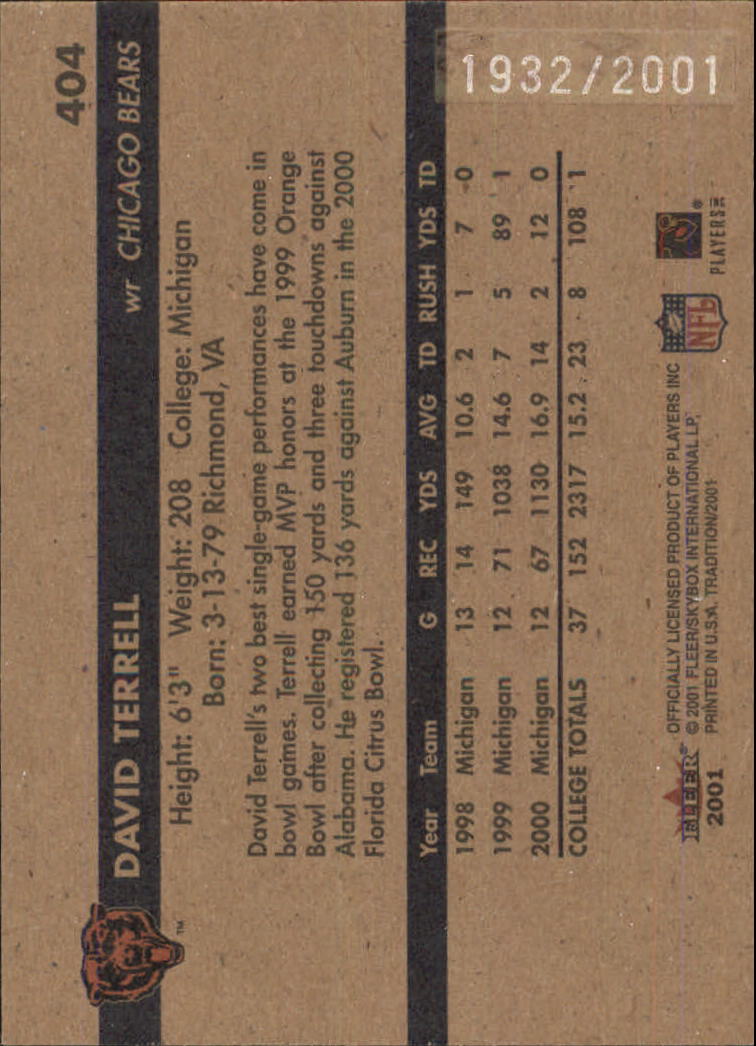 404
DAVID TERRELL wr CHICAGO BEARS
Height: 6'3" Weight: 208 College: Michigan
Born: 3-13-79 Richmond, VA
David Terrell's two best single-game performances have come in
bowl gaines. Terrell earned MVP honors at the 1999 Orange
Bowl after collecting 150 yards and three touchdowns against
Alabama. He registered 136 yards against Auburn in the 2000
Florida Citrus Bowl.
Year Team G REC YDS AVG TD RUSH YDS TD
1998 Michigan 13 14 149 10.6 2 1 7 0
1999 Michigan 12 71 1038 14.6 7 5 89 1
2000 Michigan 12 67 1130 16.9 14 2 12 0
COLLEGE TOTALS 37 152 2317 15.2 23 8 108 1
1932/2001
FLEER®
2001
OFFICIALLY LICENSED PRODUCT OF PLAYERS INC
© 2001 FLEER/SKYBOX INTERNATIONAL LP,
PRINTED IN U.S.A. TRADITION/2001
NFL
PLAYERS INC
TM